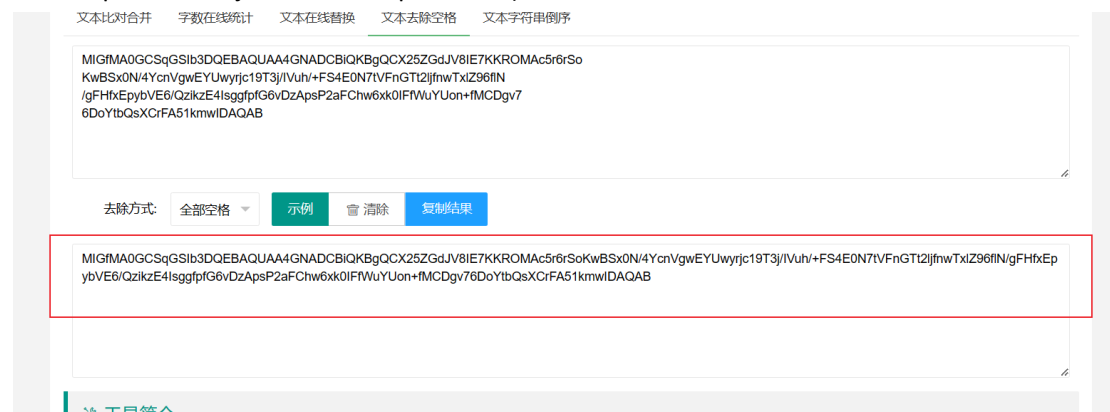 文本比对合并 字数在线统计 文本在线替换 文本去除空格 文本字符串倒序
MIGfMA0GCSqGSIb3DQEBAQUAA4GNADCBiQKBgQCX25ZGdJV8IE7KKROMAc5r6rSo
KwBSx0N/4YcnVgwEYUwyrjc19T3j/IVuh/+FS4E0N7tVFnGTt2ljfnwTxlZ96flN
/gFHfxEpybVE6/QzikzE4IsggfpfG6vDzApsP2aFChw6xk0IFfWuYUon+fMCDgv7
6DoYtbQsXCrFA51kmwIDAQAB
去除方式: 全部空格 示例 清除 复制结果
MIGfMA0GCSqGSIb3DQEBAQUAA4GNADCBiQKBgQCX25ZGdJV8IE7KKROMAc5r6rSoKwBSx0N/4YcnVgwEYUwyrjc19T3j/IVuh/+FS4E0N7tVFnGTt2ljfnwTxIZ96flN/gFHfxEp
ybVE6/QzikzE4IsggfpfG6vDzApsP2aFChw6xk0IFfWuYUon+fMCDgv76DoYtbQsXCrFA51kmwIDAQAB